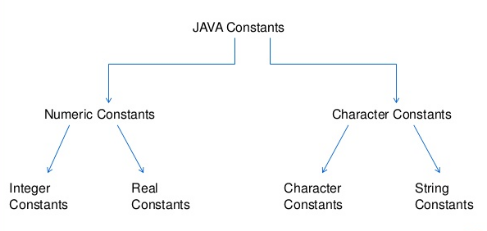 JAVA Constants
Numeric Constants
Character Constants
Integer
Constants
Real
Constants
Character
Constants
String
Constants